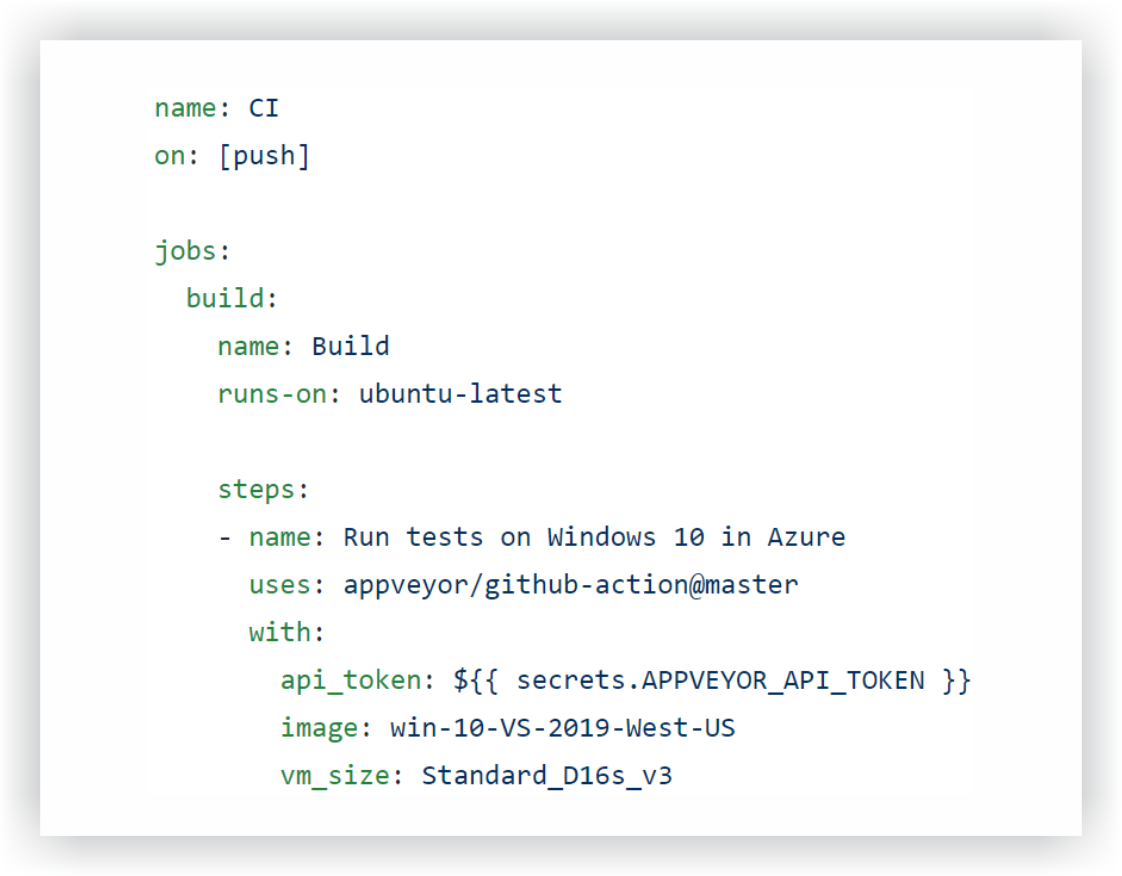 name: CI
on: [push]

jobs:
  build:
    name: Build
    runs-on: ubuntu-latest

    steps:
    - name: Run tests on Windows 10 in Azure
      uses: appveyor/github-action@master
      with:
        api_token: ${{ secrets.APPVEYOR_API_TOKEN }}
        image: win-10-VS-2019-West-US
        vm_size: Standard_D16s_v3